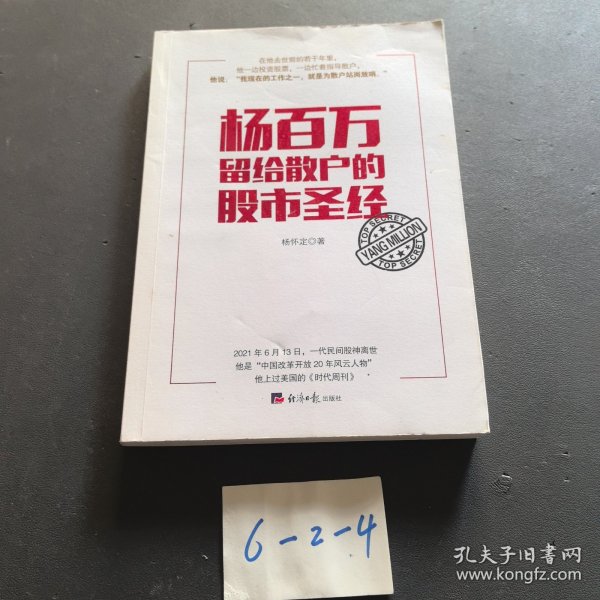 在他去世前的若干年里，
他一边投资股票，一边忙着指导散户，
他说：“我现在的工作之一，就是为散户站岗放哨。”
杨百万
留给散户的
股市圣经
杨怀定◎著
TOP SECRET
YANG MILLION
TOP SECRET
2021年6月13日，一代民间股神离世
他是“中国改革开放20年风云人物”
他上过美国的《时代周刊》
经济日报出版社
6-2-4
孔夫子旧书网
www.kongfz.com